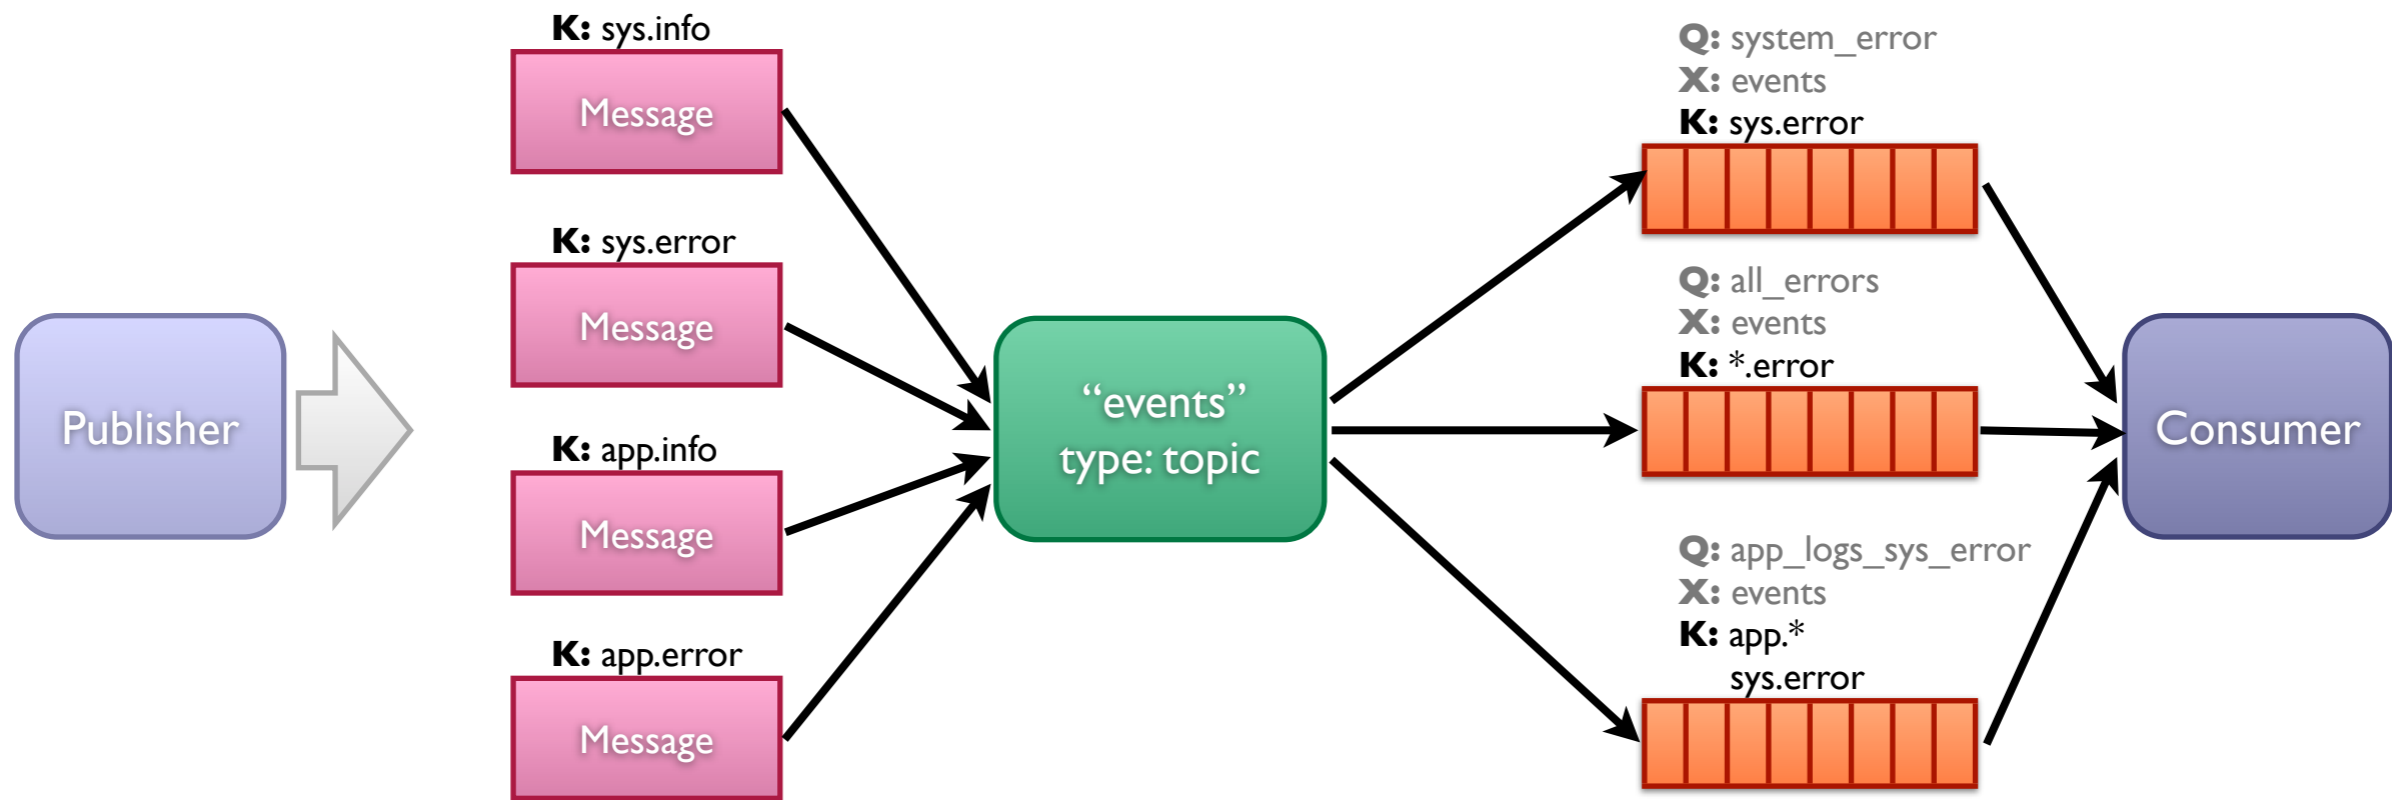 Publisher
K: sys.info
Message
K: sys.error
Message
K: app.info
Message
K: app.error
Message
“events”
type: topic
Q: system_error
X: events
K: sys.error
Q: all_errors
X: events
K: *.error
Q: app_logs_sys_error
X: events
K: app.*
sys.error
Consumer